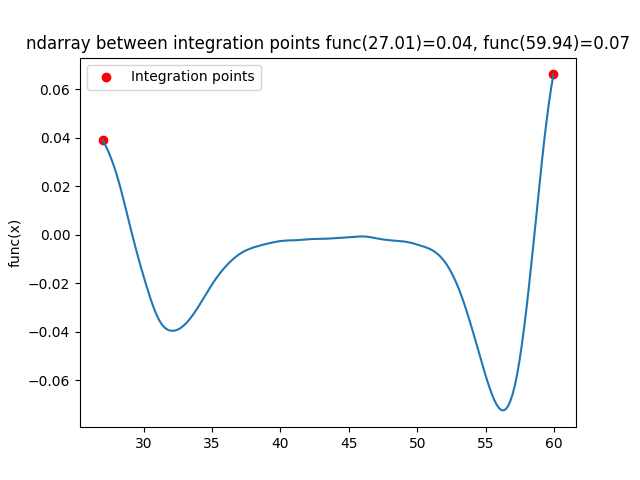 ndarray between integration points func(27.01)=0.04, func(59.94)=0.07
Integration points
func(x)
0.06
0.04
0.02
0.00
−0.02
−0.04
−0.06
30 35 40 45 50 55 60